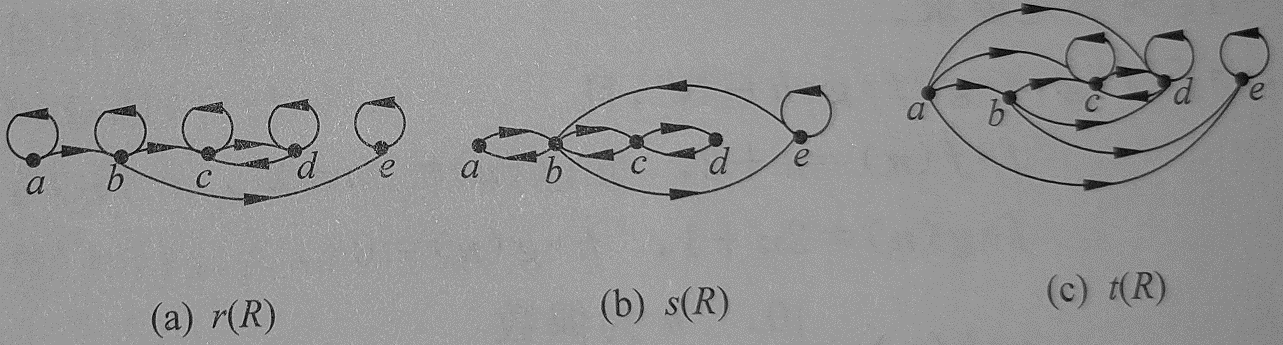 a b c d e
a b c d e
a b c d e
(a) r(R)
(b) s(R)
(c) t(R)